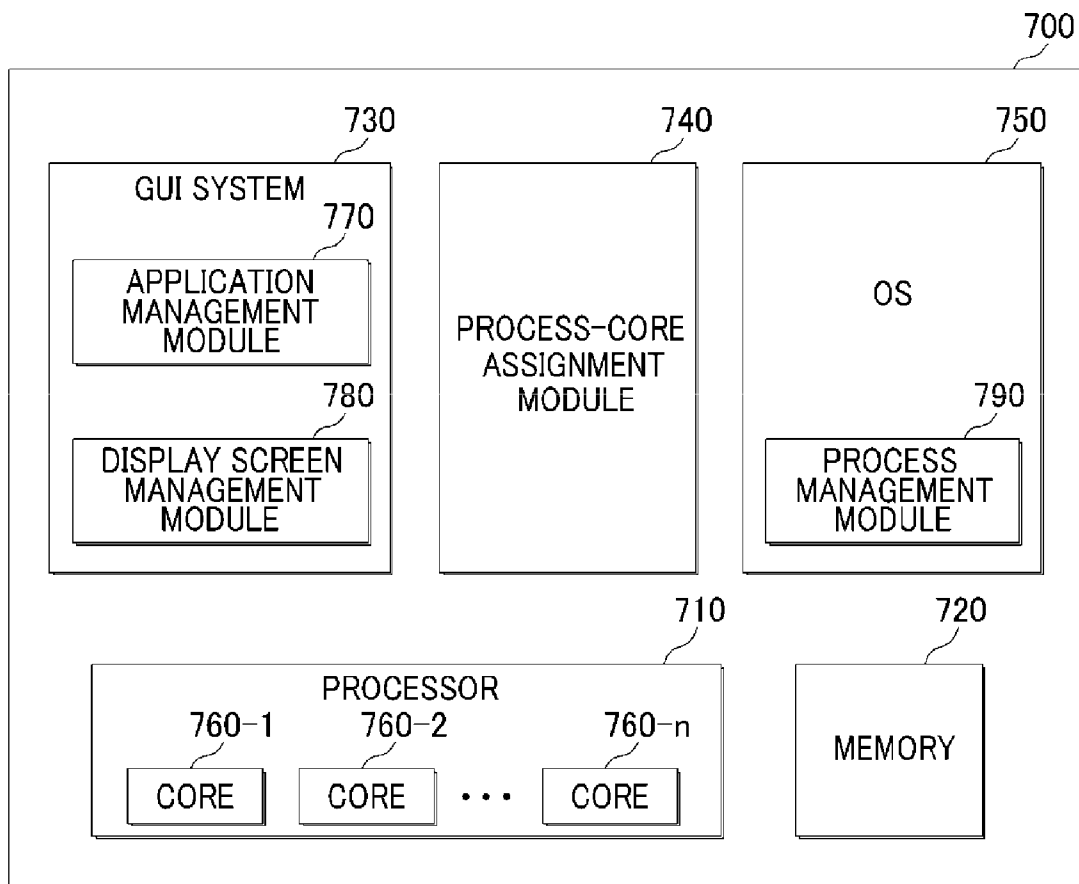 700
730
740
750
GUI SYSTEM
770
APPLICATION
MANAGEMENT
MODULE
780
DISPLAY SCREEN
MANAGEMENT
MODULE
PROCESS-CORE
ASSIGNMENT
MODULE
OS
790
PROCESS
MANAGEMENT
MODULE
710
720
PROCESSOR
760-1
760-2
760-n
CORE
CORE
•••
CORE
MEMORY